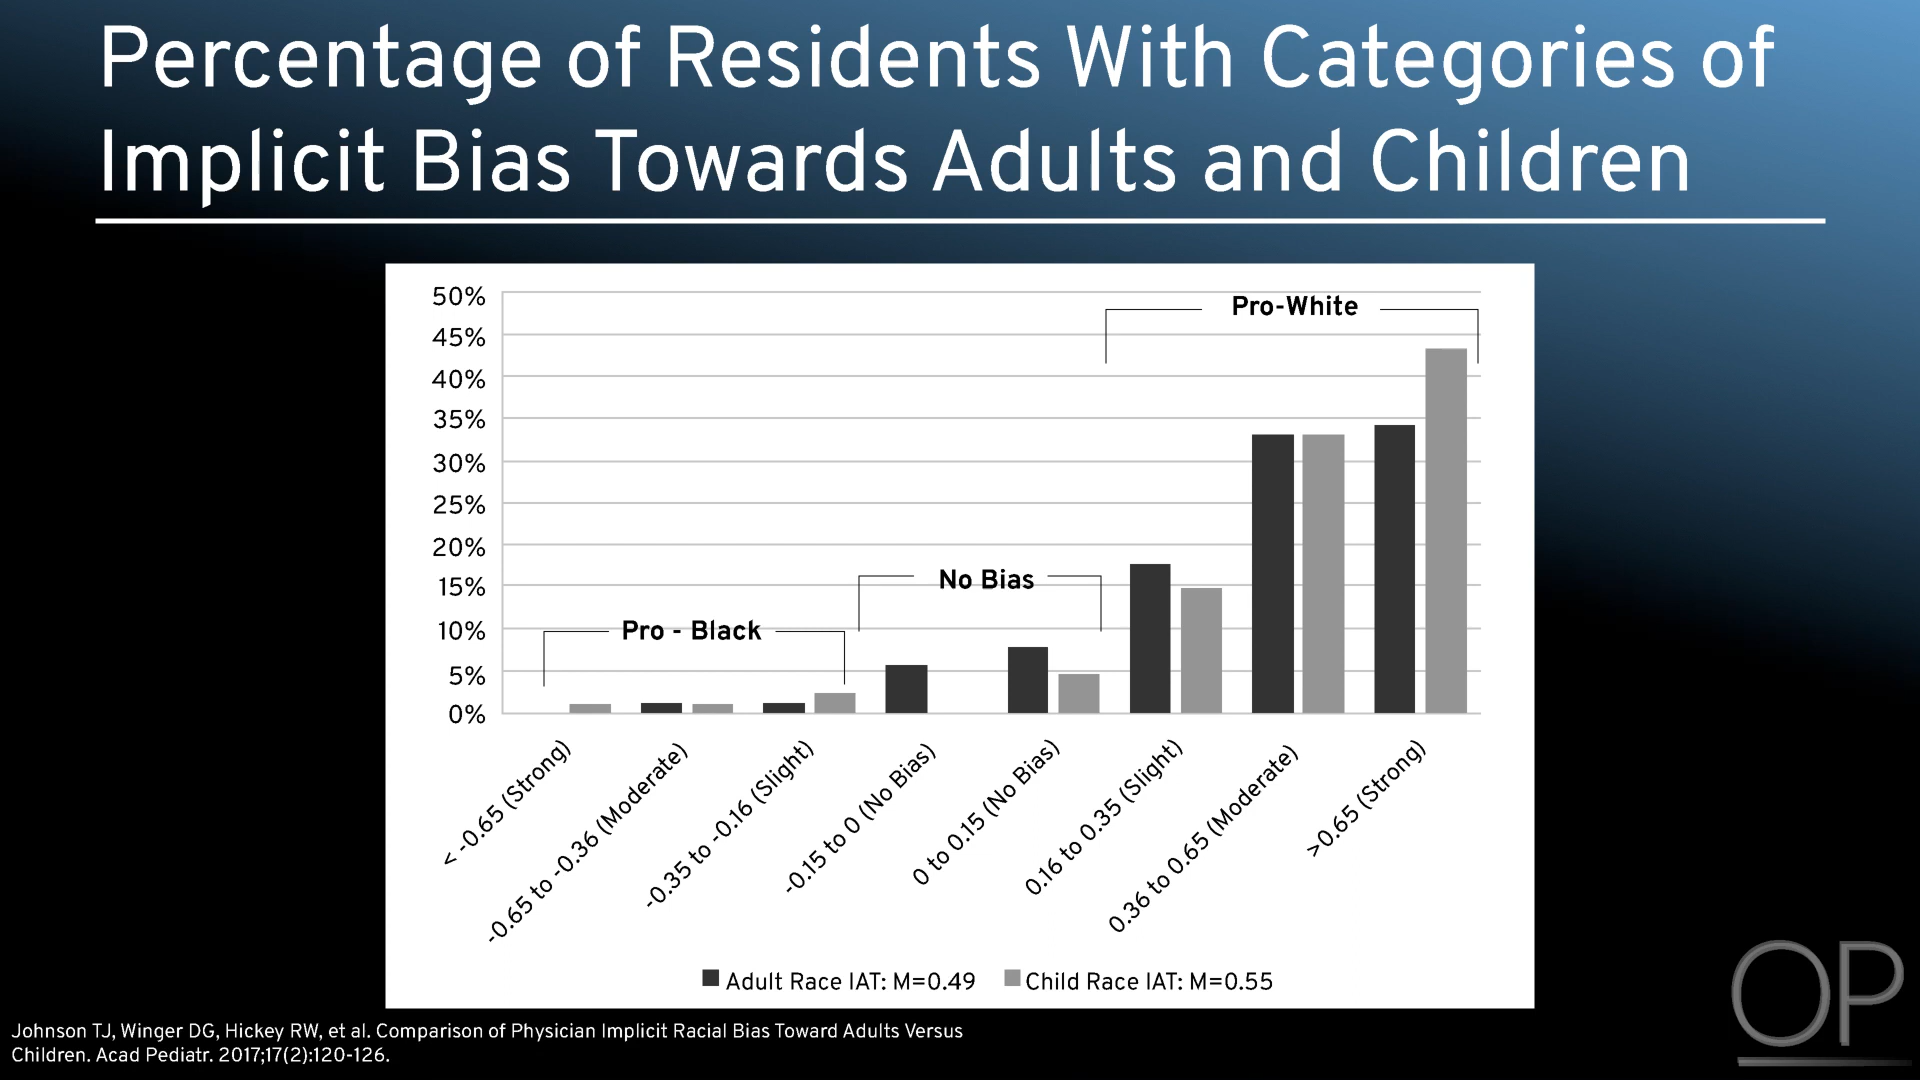 Percentage of Residents With Categories of
Implicit Bias Towards Adults and Children
50%
45%
40%
35%
30%
25%
20%
15%
10%
5%
0%
Pro - Black
No Bias
Pro-White
< -0.65 (Strong)
-0.65 to -0.36 (Moderate)
-0.35 to -0.16 (Slight)
-0.15 to 0 (No Bias)
0 to 0.15 (No Bias)
0.16 to 0.35 (Slight)
0.36 to 0.65 (Moderate)
>0.65 (Strong)
Adult Race IAT: M=0.49
Child Race IAT: M=0.55
Johnson TJ, Winger DG, Hickey RW, et al. Comparison of Physician Implicit Racial Bias Toward Adults Versus
Children. Acad Pediatr. 2017;17(2):120-126.
OP